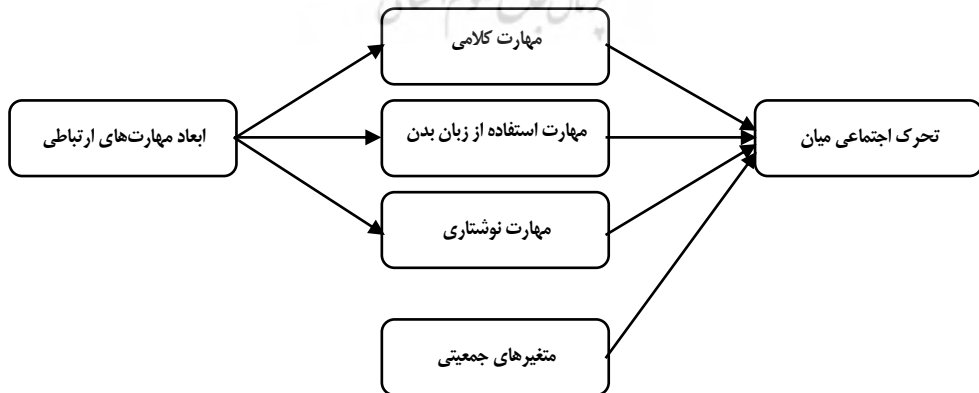 مهارت کلامی
ابعاد مهارت‌های ارتباطی
مهارت استفاده از زبان بدن
تحرک اجتماعی میان
مهارت نوشتاری
متغیرهای جمعیتی